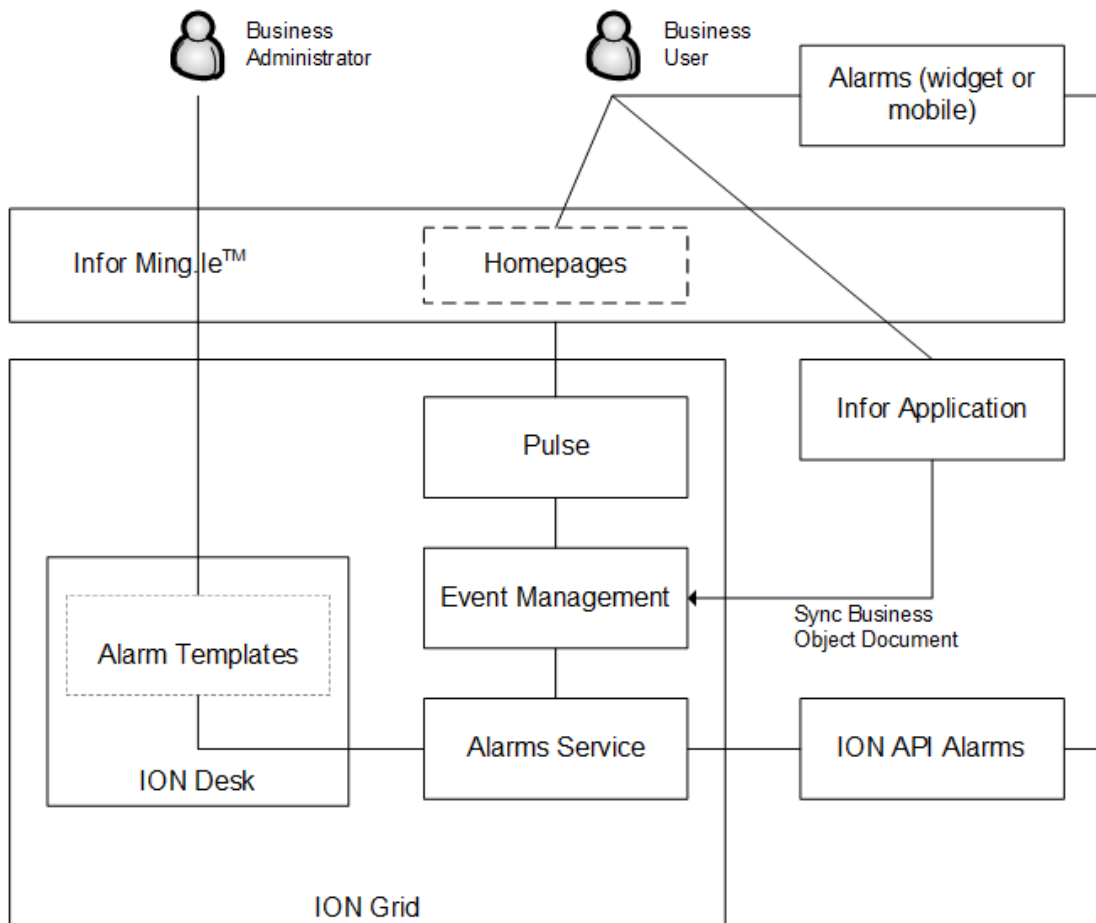 Business
Administrator
Business
User
Alarms (widget or
mobile)
Infor Ming.le™
Homepages
Infor Application
Pulse
Event Management
Sync Business
Object Document
Alarm Templates
Alarms Service
ION API Alarms
ION Desk
ION Grid